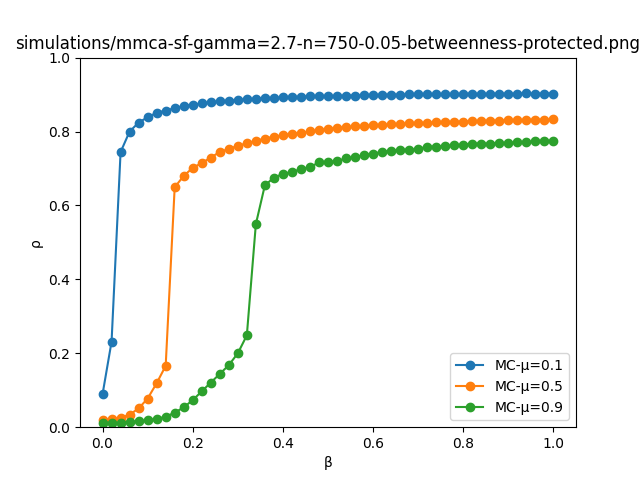 simulations/mmca-sf-gamma=2.7-n=750-0.05-betweenness-protected.png
1.0
0.8
0.6
0.4
0.2
0.0
ρ
0.0 0.2 0.4 0.6 0.8 1.0
β
MC-μ=0.1
MC-μ=0.5
MC-μ=0.9